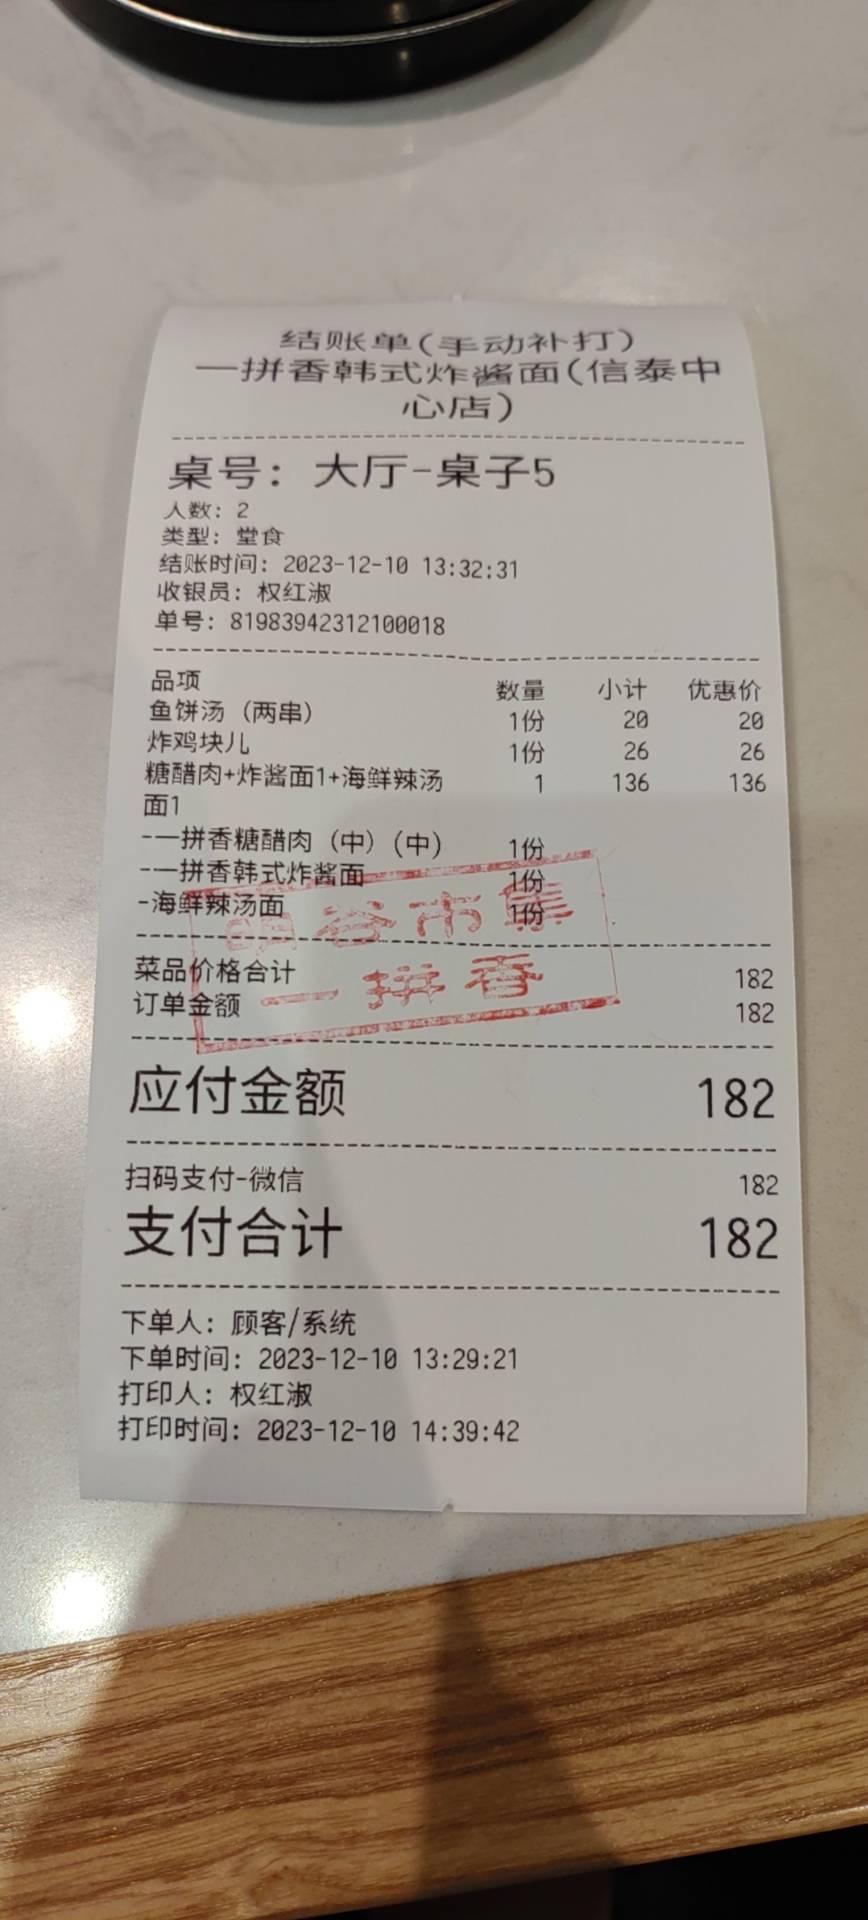 结账单(手动补打)
一拼香韩式炸酱面(信泰中
心店)
桌号: 大厅-桌子5
人数: 2
类型: 堂食
结账时间: 2023-12-10 13:32:31
收银员: 权红淑
单号: 81983942312100018
品项 数量 小计 优惠价
鱼饼汤（两串） 1份 20 20
炸鸡块儿 1份 26 26
糖醋肉+炸酱面1+海鲜辣汤 1 136 136
面1
-一拼香糖醋肉（中）(中) 1份
-一拼香韩式炸酱面 1份
-海鲜辣汤面 1份
谷市集
一拼香
菜品价格合计 182
订单金额 182
应付金额 182
扫码支付-微信 182
支付合计 182
下单人: 顾客/系统
下单时间: 2023-12-10 13:29:21
打印人: 权红淑
打印时间: 2023-12-10 14:39:42